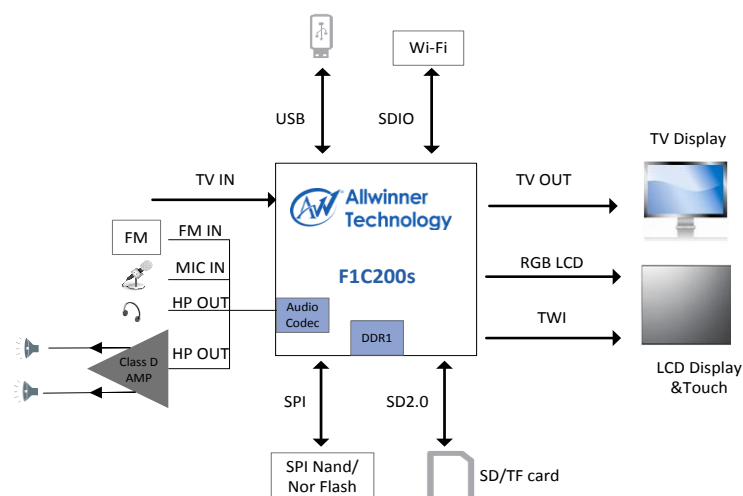 Wi-Fi
USB
SDIO
TV Display
TV IN
TV OUT
AW Allwinner
Technology
FM
FM IN
MIC IN
RGB LCD
F1C200s
HP OUT
Audio
Codec
TWI
DDR1
HP OUT
Class D
AMP
LCD Display
&Touch
SPI
SD2.0
SPI Nand/
Nor Flash
SD/TF card